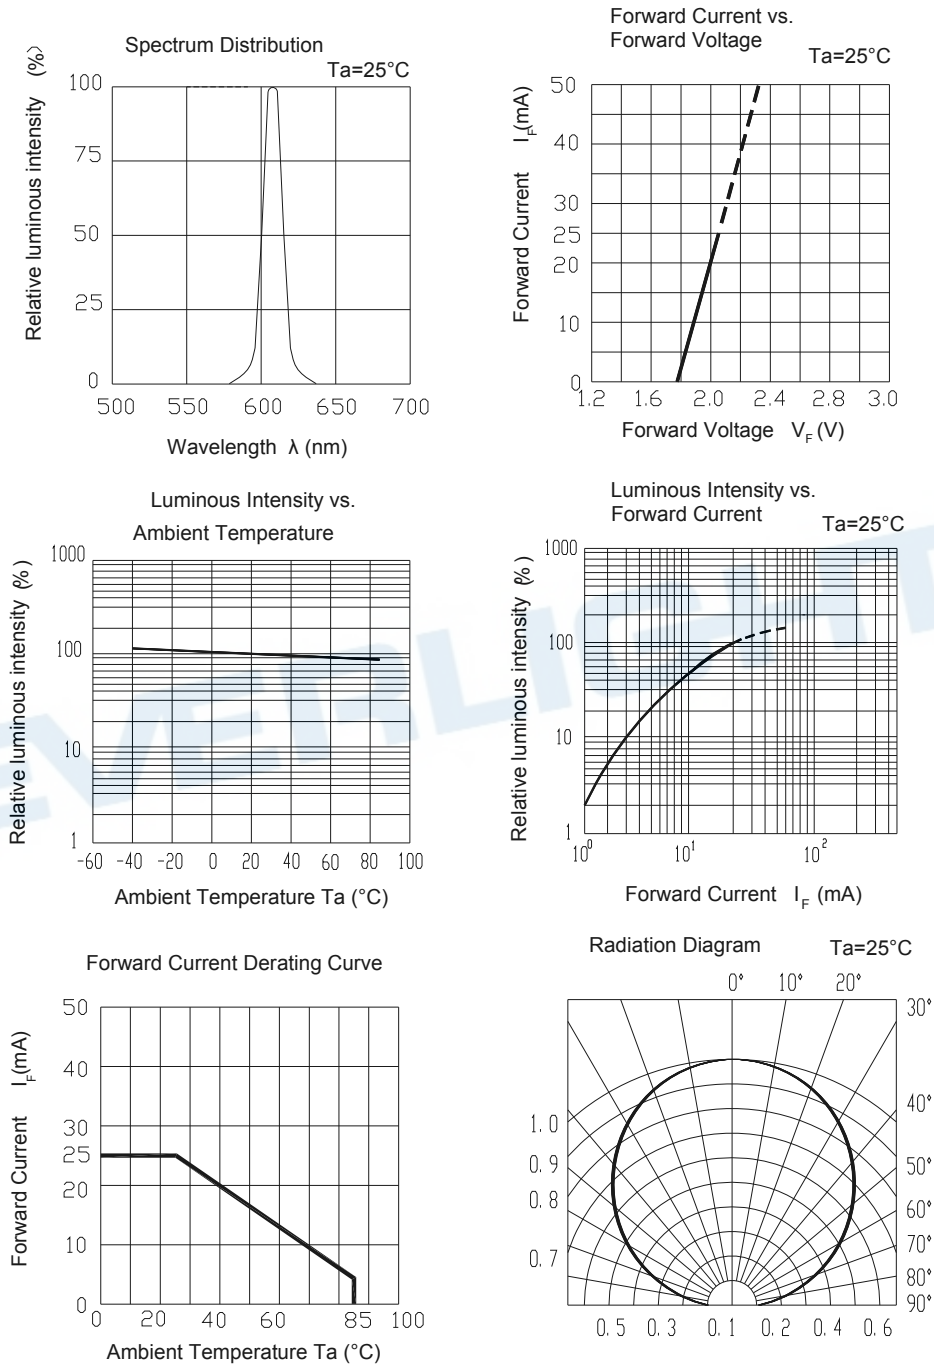 Spectrum Distribution
Ta=25°C
Relative luminous intensity (%)
100
75
50
25
0
500 550 600 650 700
Wavelength λ (nm)
Forward Current vs.
Forward Voltage
Ta=25°C
Forward Current IF(mA)
50
40
30
25
20
10
0
1.2 1.6 2.0 2.4 2.8 3.0
Forward Voltage VF (V)
Luminous Intensity vs.
Ambient Temperature
Relative luminous intensity (%)
1000
100
10
1
-60 -40 -20 0 20 40 60 80 100
Ambient Temperature Ta (°C)
Luminous Intensity vs.
Forward Current
Ta=25°C
Relative luminous intensity (%)
1000
100
10
1
10⁰ 10¹ 10²
Forward Current IF (mA)
EVERLIGHT
Forward Current Derating Curve
Forward Current IF(mA)
50
40
30
25
20
10
0
0 20 40 60 85 100
Ambient Temperature Ta (°C)
Radiation Diagram
Ta=25°C
0° 10° 20°
30°
40°
50°
60°
70°
80°
90°
1.0
0.9
0.8
0.7
0.5 0.3 0.1 0.2 0.4 0.6